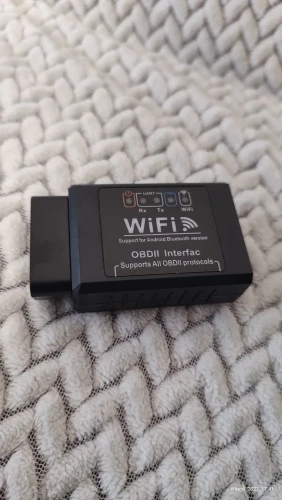 UART
Rx Tx WiFi
WiFi
Support for Android Bluetooth version
OBDII Interfac
Supports All OBDII protocols